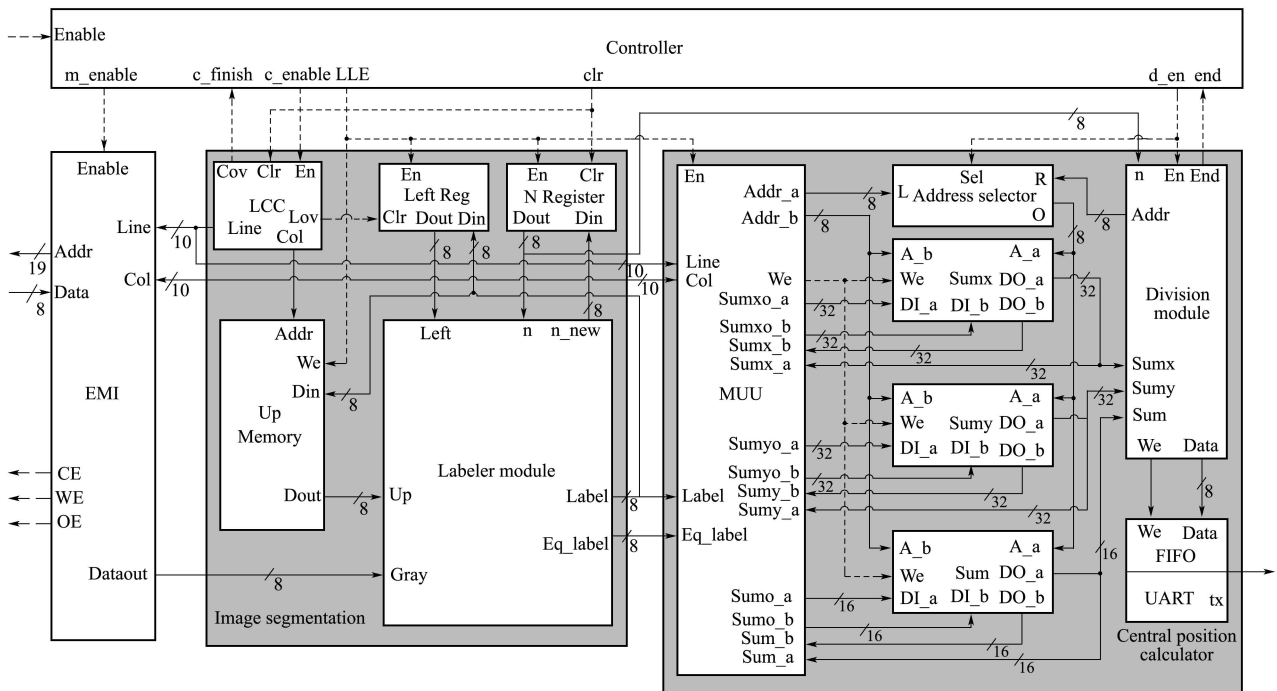 Enable
Controller
m_enable c_finish c_enable LLE clr d_en end
8
Enable
Line
10
Addr
19
Data
8
Col
10
EMI
CE
WE
OE
Dataout
8
Cov Clr En
LCC
Lov
Line
Col
En
Left Reg
Clr Dout Din
8
8
En Clr
N Register
Dout Din
8
8
10
10
Addr
We
Din
8
Up
Memory
Dout
8
Left n n_new
Labeler module
Up
Label
8
Eq_label
8
Gray
Image segmentation
En
Addr_a
8
Addr_b
8
Line
Col
We
Sumxo_a
32
Sumxo_b
32
Sumx_b
32
Sumx_a
32
MUU
Sumyo_a
32
Sumyo_b
32
Sumy_b
32
Sumy_a
32
Label
Eq_label
Sumo_a
16
Sumo_b
16
Sum_b
16
Sum_a
16
Sel
L Address selector R
O
8
8
A_b A_a
We Sumx DO_a
DI_a DI_b DO_b
32
A_b A_a
We Sumy DO_a
DI_a DI_b DO_b
32
A_b A_a
We Sum DO_a
DI_a DI_b DO_b
16
n En End
Addr
Division
module
Sumx
Sumy
Sum
We Data
8
We Data
FIFO
UART tx
Central position
calculator